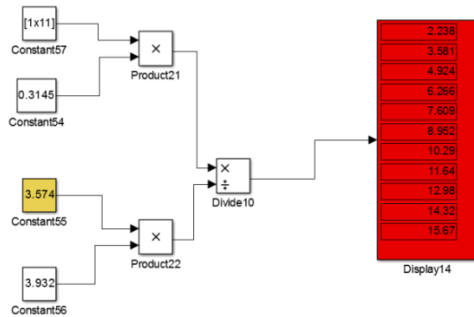 [1x11]
Constant57
×
Product21
0.3145
Constant54
×
÷
Divide10
3.574
Constant55
×
Product22
3.932
Constant56
2.238
3.581
4.924
6.266
7.609
8.952
10.29
11.64
12.98
14.32
15.67
Display14